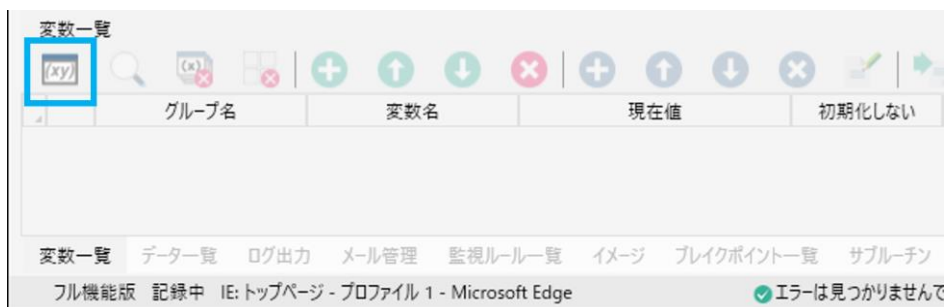 変数一覧
(xy)
(x)
グループ名 変数名 現在値 初期化しない
変数一覧 データ一覧 ログ出力 メール管理 監視ルール一覧 イメージ ブレイクポイント一覧 サブルーチン
フル機能版 記録中 IE: トップページ - プロファイル 1 - Microsoft Edge エラーは見つかりませんで